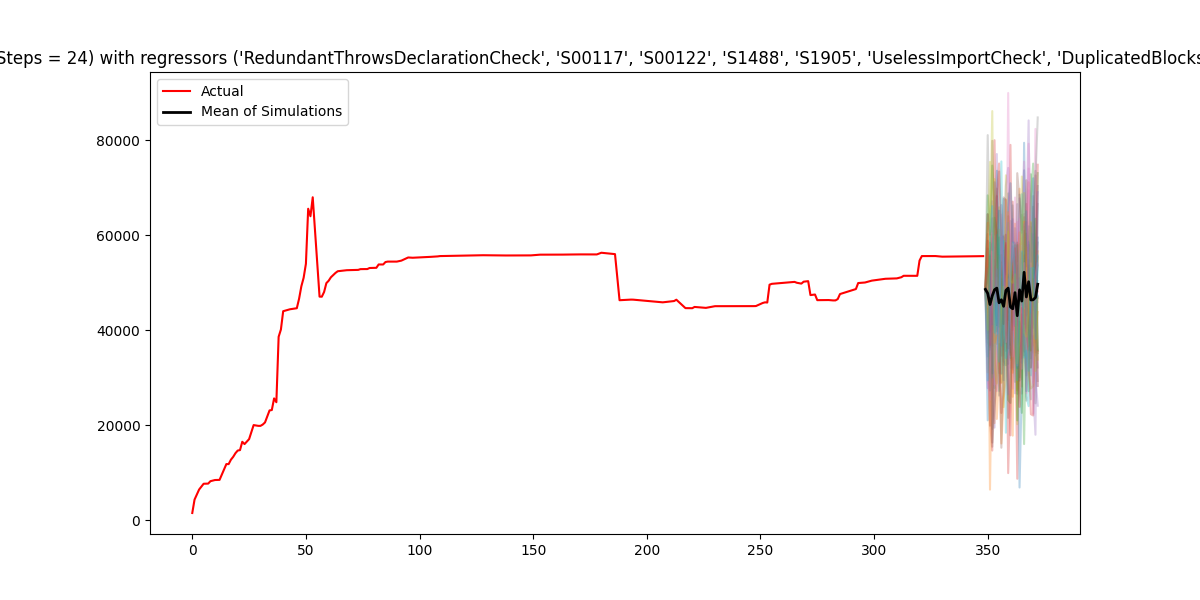 Steps = 24) with regressors ('RedundantThrowsDeclarationCheck', 'S00117', 'S00122', 'S1488', 'S1905', 'UselessImportCheck', 'DuplicatedBlocks
Actual
Mean of Simulations
80000
60000
40000
20000
0
0 50 100 150 200 250 300 350